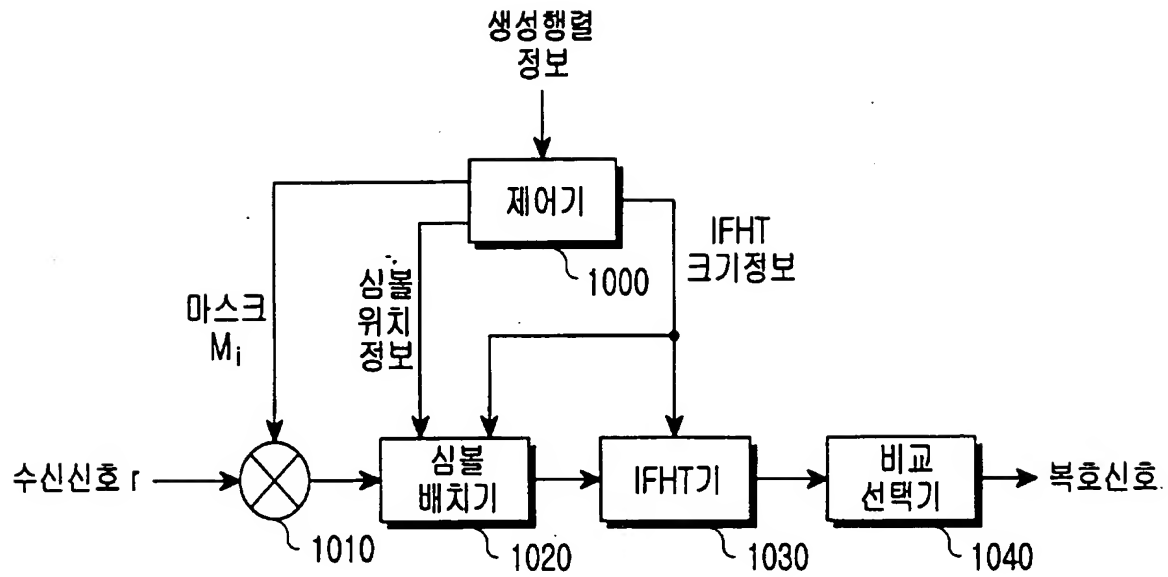 생성행렬
정보
제어기
1000
IFHT
크기정보
마스크
Mi
심볼
위치
정보
수신신호 r
1010
심볼
배치기
1020
IFHT기
1030
비교
선택기
1040
복호신호